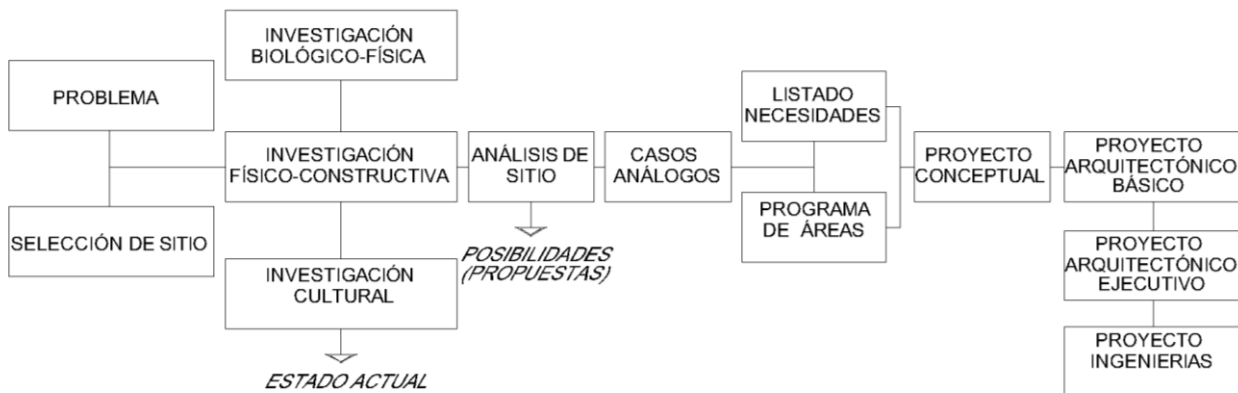 PROBLEMA
SELECCIÓN DE SITIO
INVESTIGACIÓN
BIOLÓGICO-FÍSICA
INVESTIGACIÓN
FÍSICO-CONSTRUCTIVA
INVESTIGACIÓN
CULTURAL
ESTADO ACTUAL
ANÁLISIS DE
SITIO
POSIBILIDADES
(PROPUESTAS)
CASOS
ANÁLOGOS
LISTADO
NECESIDADES
PROGRAMA
DE ÁREAS
PROYECTO
CONCEPTUAL
PROYECTO
ARQUITECTÓNICO
BÁSICO
PROYECTO
ARQUITECTÓNICO
EJECUTIVO
PROYECTO
INGENIERIAS